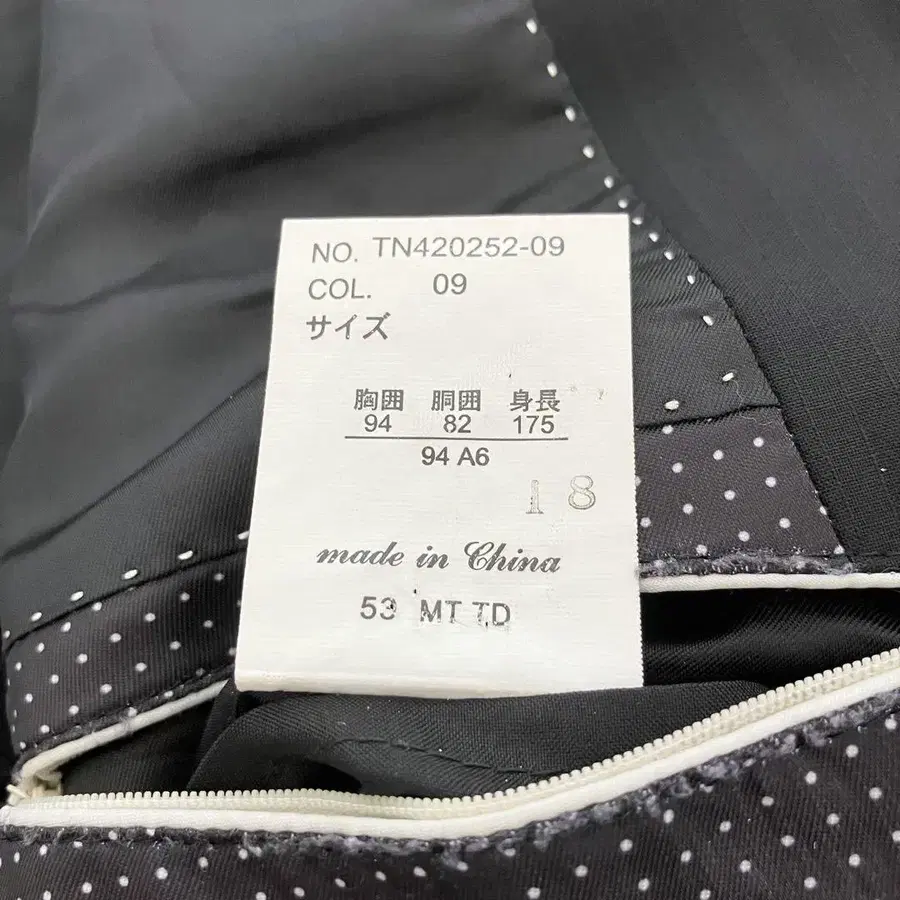 NO. TN420252-09
COL. 09
サイズ
胸囲 胴囲 身長
94 82 175
94 A6
18
made in China
53 MT TD